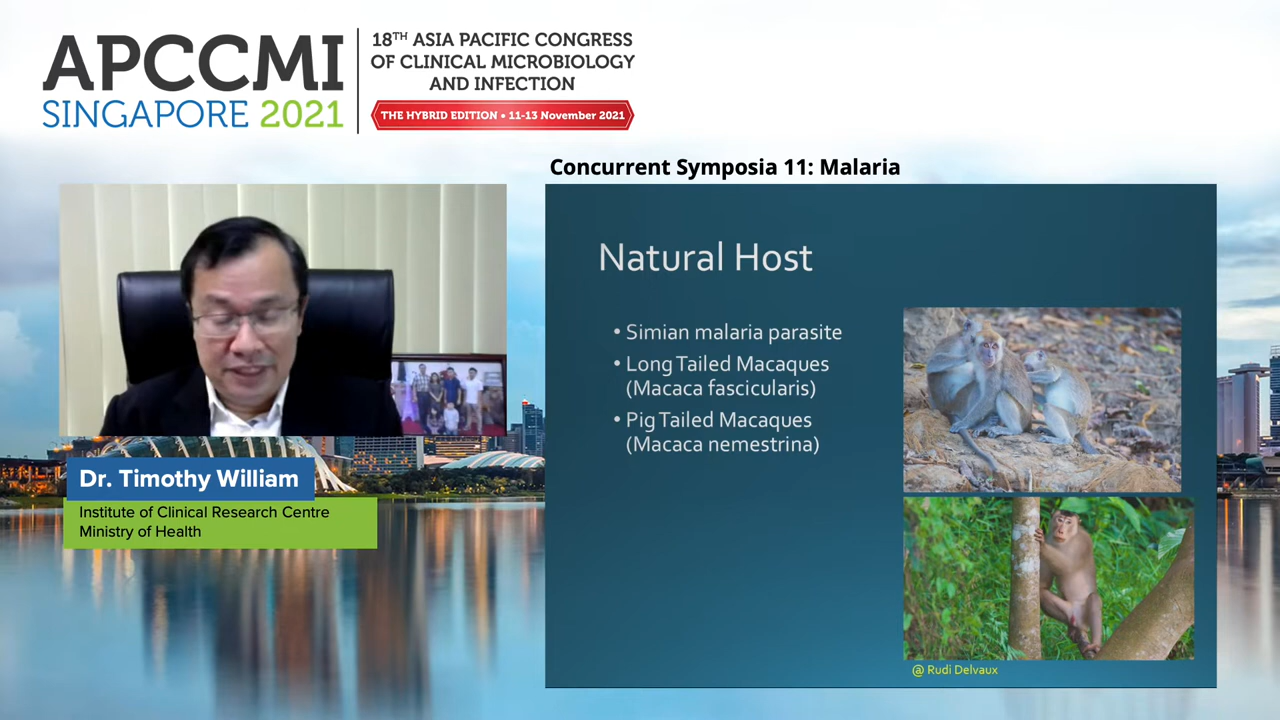 APCCMI
SINGAPORE 2021
18TH ASIA PACIFIC CONGRESS
OF CLINICAL MICROBIOLOGY
AND INFECTION
THE HYBRID EDITION • 11-13 November 2021
Concurrent Symposia 11: Malaria
Natural Host
• Simian malaria parasite
• Long Tailed Macaques
(Macaca fascicularis)
• Pig Tailed Macaques
(Macaca nemestrina)
@ Rudi Delvaux
Dr. Timothy William
Institute of Clinical Research Centre
Ministry of Health